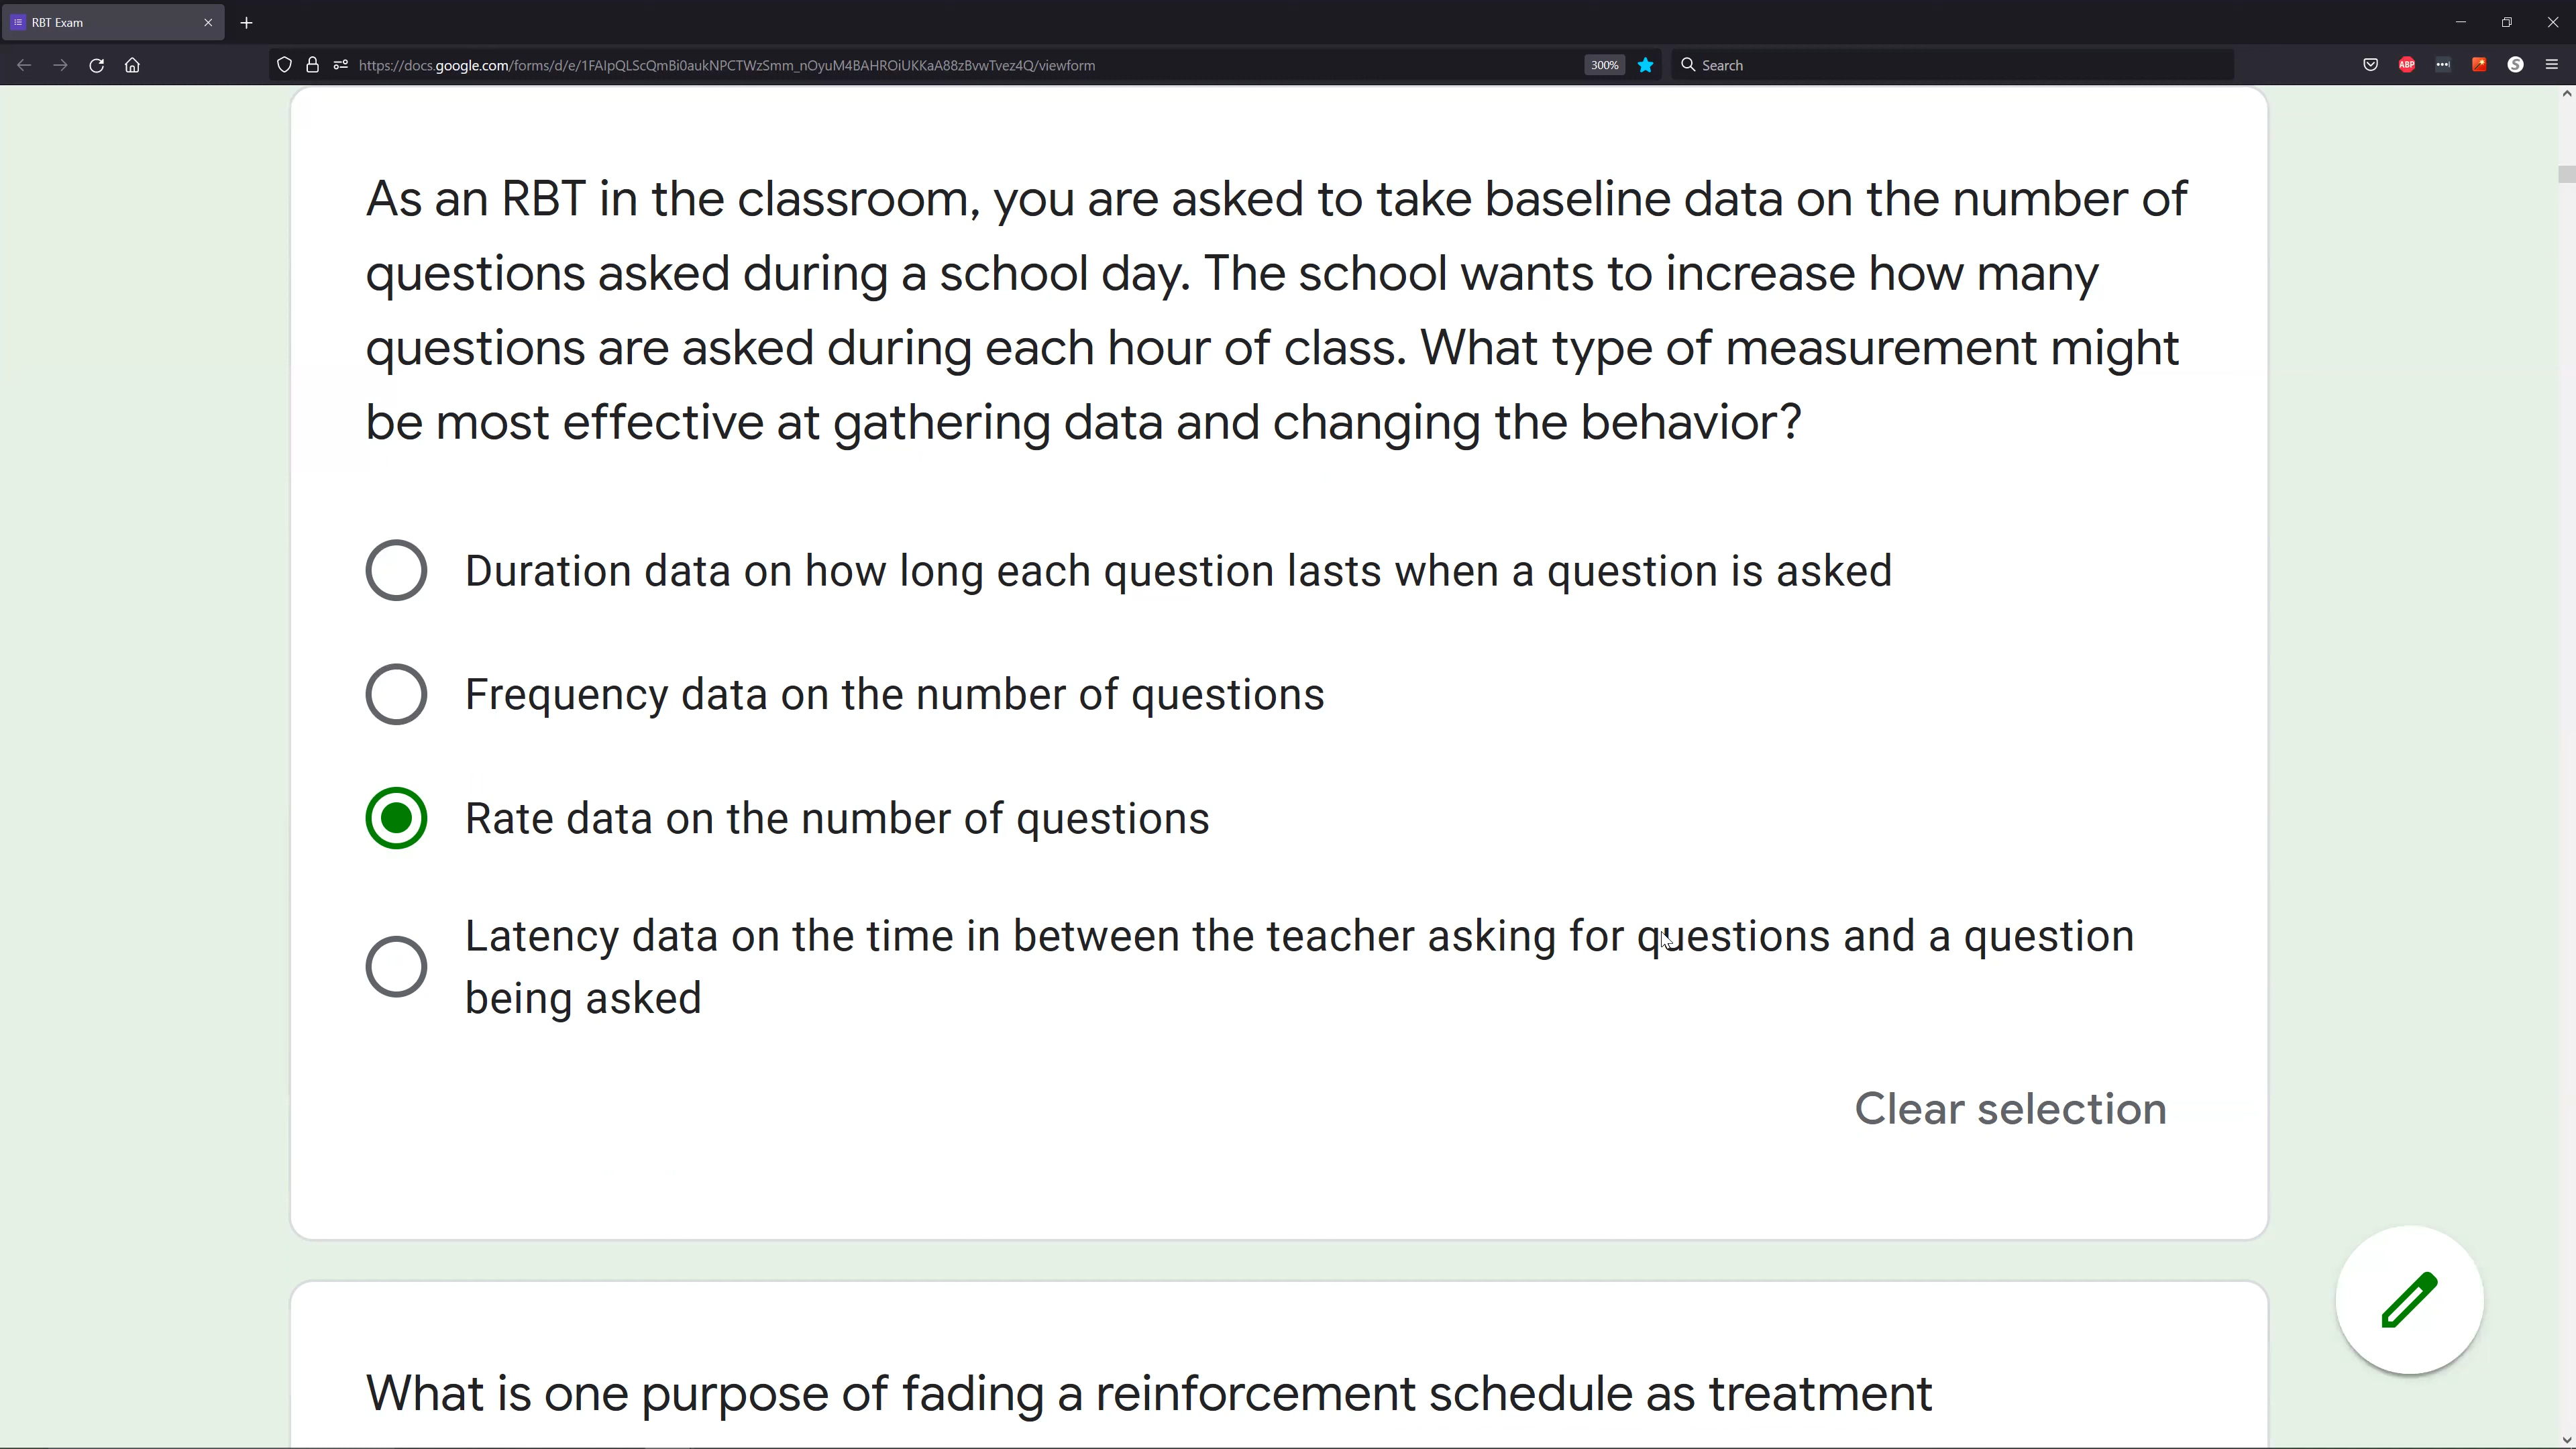 RBT Exam
https://docs.google.com/forms/d/e/1FAIpQLScQmBi0aukNPCTWzSmm_nOyuM4BAHROiUKKaA88zBvwTvez4Q/viewform
300%
Search
ABP
As an RBT in the classroom, you are asked to take baseline data on the number of
questions asked during a school day. The school wants to increase how many
questions are asked during each hour of class. What type of measurement might
be most effective at gathering data and changing the behavior?
Duration data on how long each question lasts when a question is asked
Frequency data on the number of questions
Rate data on the number of questions
Latency data on the time in between the teacher asking for questions and a question
being asked
Clear selection
What is one purpose of fading a reinforcement schedule as treatment